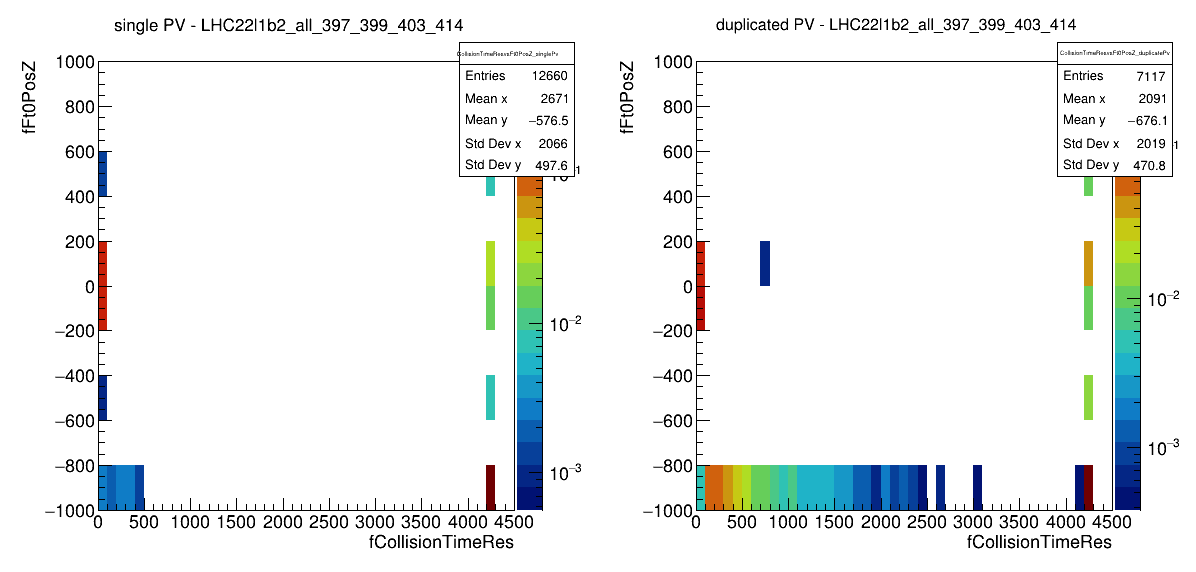 single PV - LHC22l1b2_all_397_399_403_414
CollisionTimeResvsFt0PosZ_singlePv
Entries 12660
Mean x 2671
Mean y −576.5
Std Dev x 2066
Std Dev y 497.6
fFt0PosZ
1000
800
600
400
200
0
−200
−400
−600
−800
−1000
0 500 1000 1500 2000 2500 3000 3500 4000 4500
fCollisionTimeRes
10−1
10−2
10−3
duplicated PV - LHC22l1b2_all_397_399_403_414
CollisionTimeResvsFt0PosZ_duplicatePv
Entries 7117
Mean x 2091
Mean y −676.1
Std Dev x 2019
Std Dev y 470.8
fFt0PosZ
1000
800
600
400
200
0
−200
−400
−600
−800
−1000
0 500 1000 1500 2000 2500 3000 3500 4000 4500
fCollisionTimeRes
1
10−2
10−3